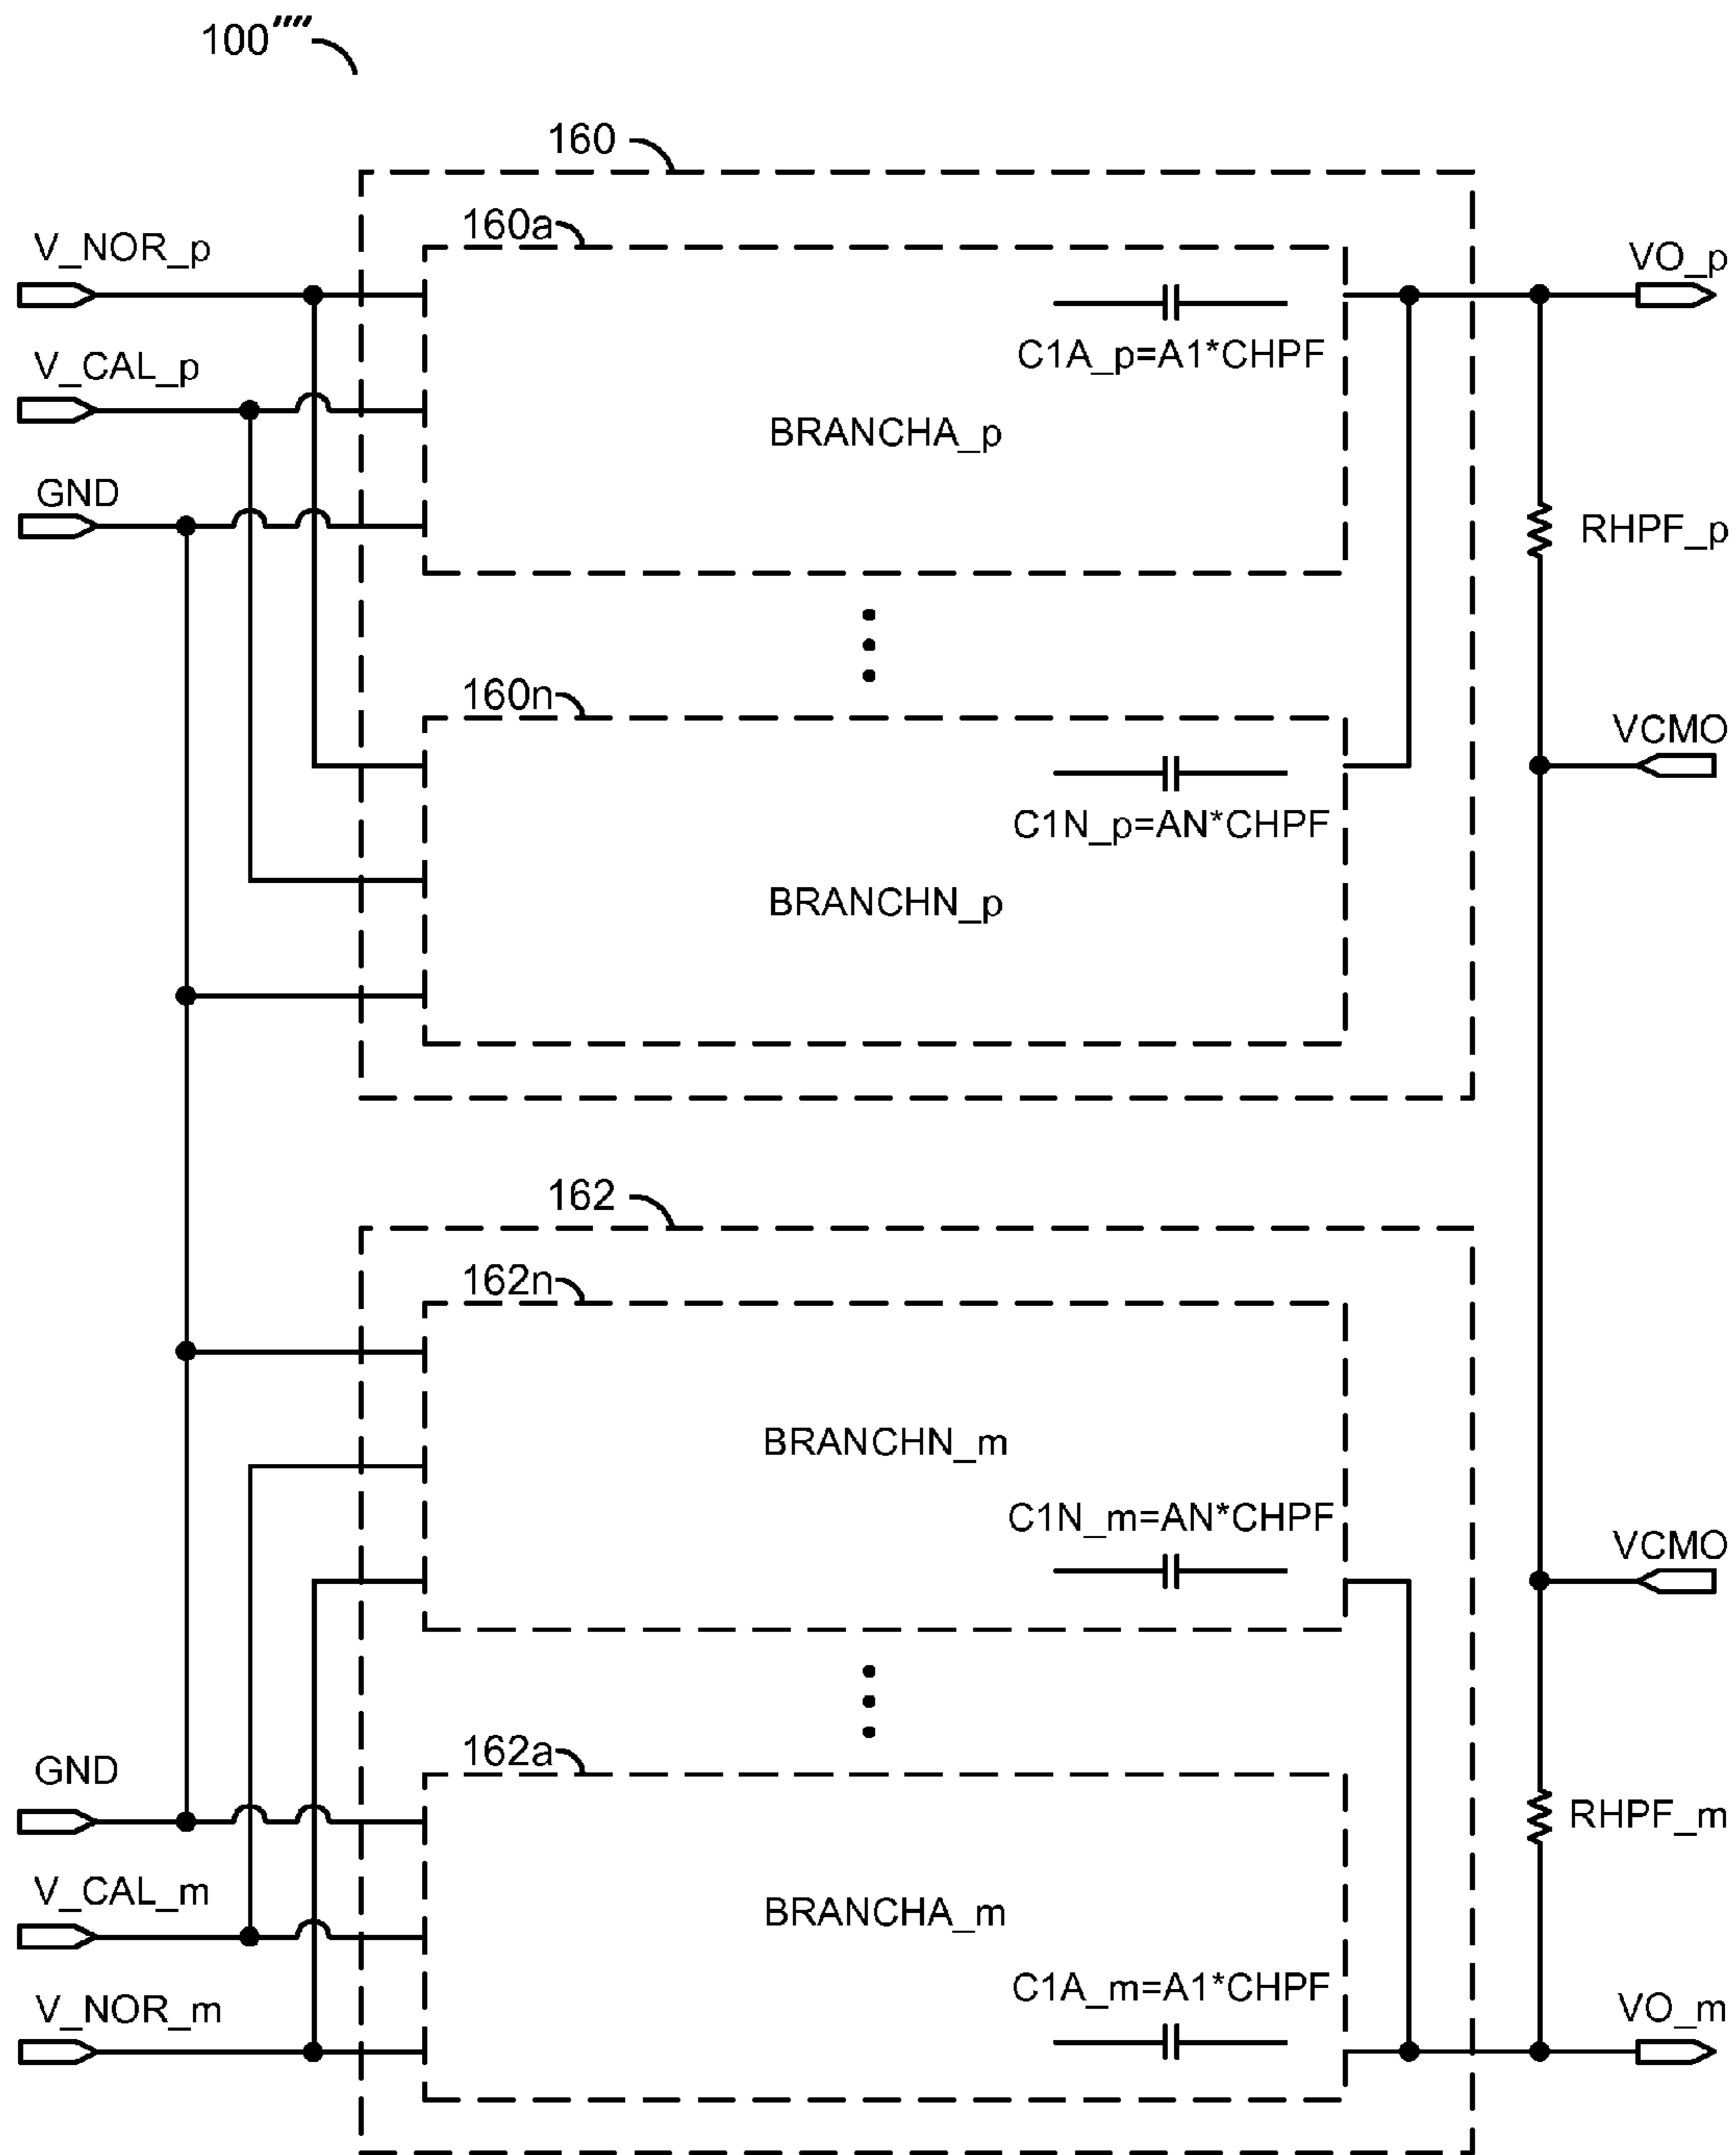 100''''
160
160a
V_NOR_p
VO_p
C1A_p=A1*CHPF
V_CAL_p
BRANCHA_p
GND
RHPF_p
160n
VCMO
C1N_p=AN*CHPF
BRANCHN_p
162
162n
BRANCHN_m
C1N_m=AN*CHPF
VCMO
162a
GND
RHPF_m
V_CAL_m
BRANCHA_m
C1A_m=A1*CHPF
V_NOR_m
VO_m